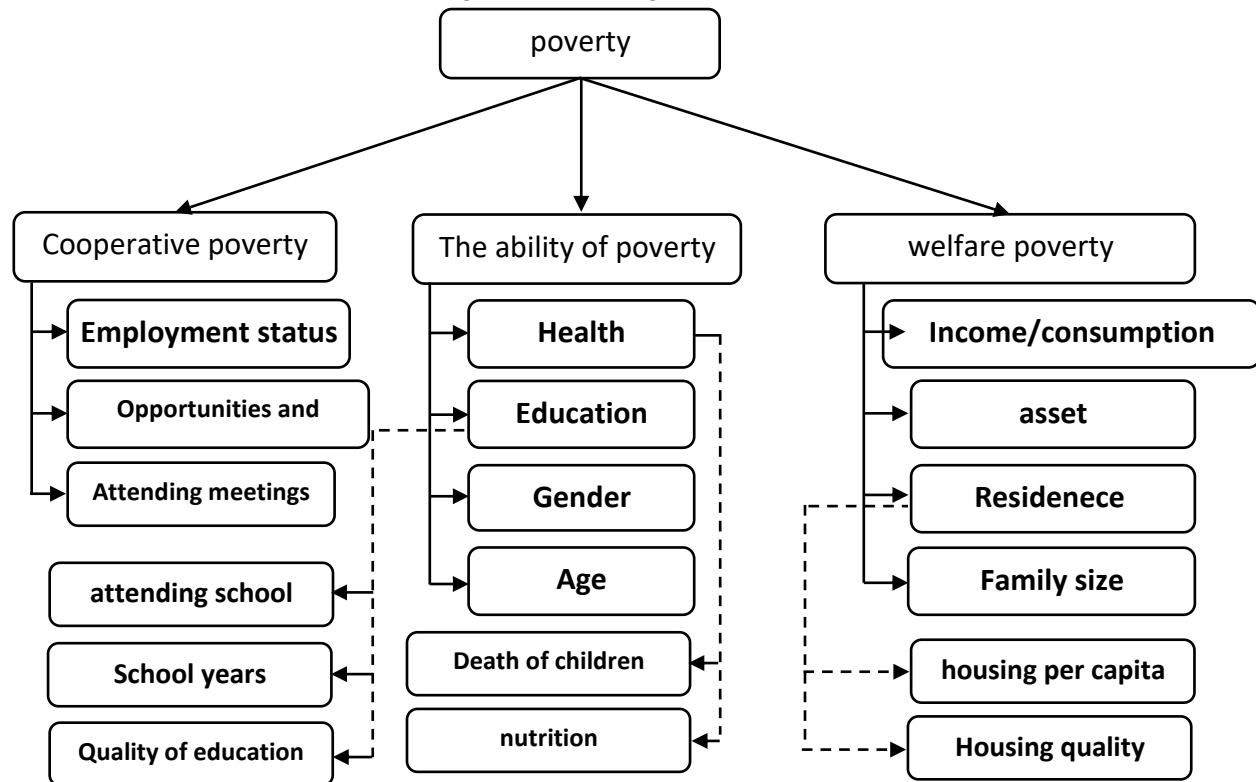 poverty
Cooperative poverty
The ability of poverty
welfare poverty
Employment status
Opportunities and
Attending meetings
Health
Education
Gender
Age
Income/consumption
asset
Residenece
Family size
attending school
School years
Quality of education
Death of children
nutrition
housing per capita
Housing quality